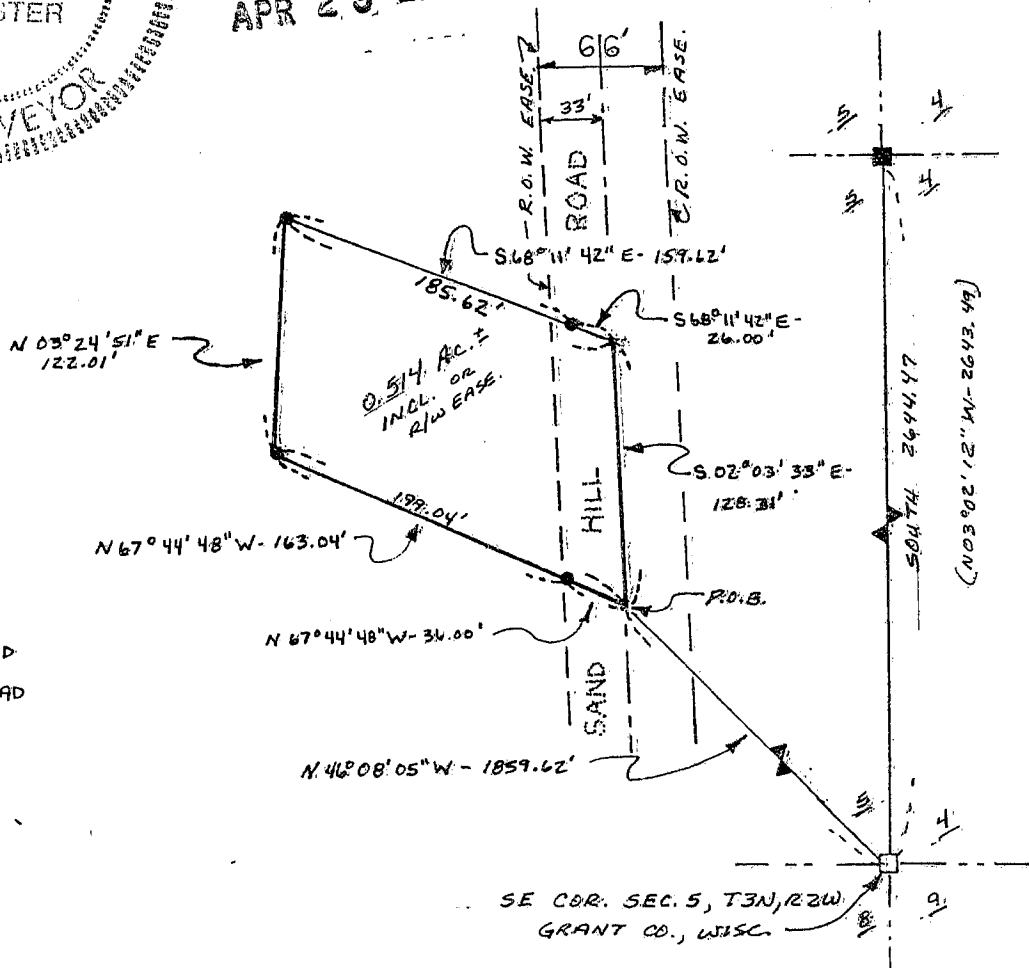 STER
VEYOR
APR 2 3,
66'
33'
R.O.W. EASE.
R.O.W. EASE.
SAND HILL ROAD
5
4
5
4
S.68°11'42"E- 159.62'
185.62'
S68°11'42"E-
26.00'
N 03°24'51"E
122.01'
0.514 AC.±
INCL. OR
R/W EASE.
S.02°03'33"E-
128.31'
SOUTH 2644.47
(N03°02'12"W-2643.49)
199.04'
N 67°44'48"W- 163.04'
P.O.B.
N 67°44'48"W- 36.00'
D
AD
N.46°08'05"W - 1859.62'
5
4
SE COR. SEC. 5, T3N, R2W
GRANT CO., WISC.
8
9